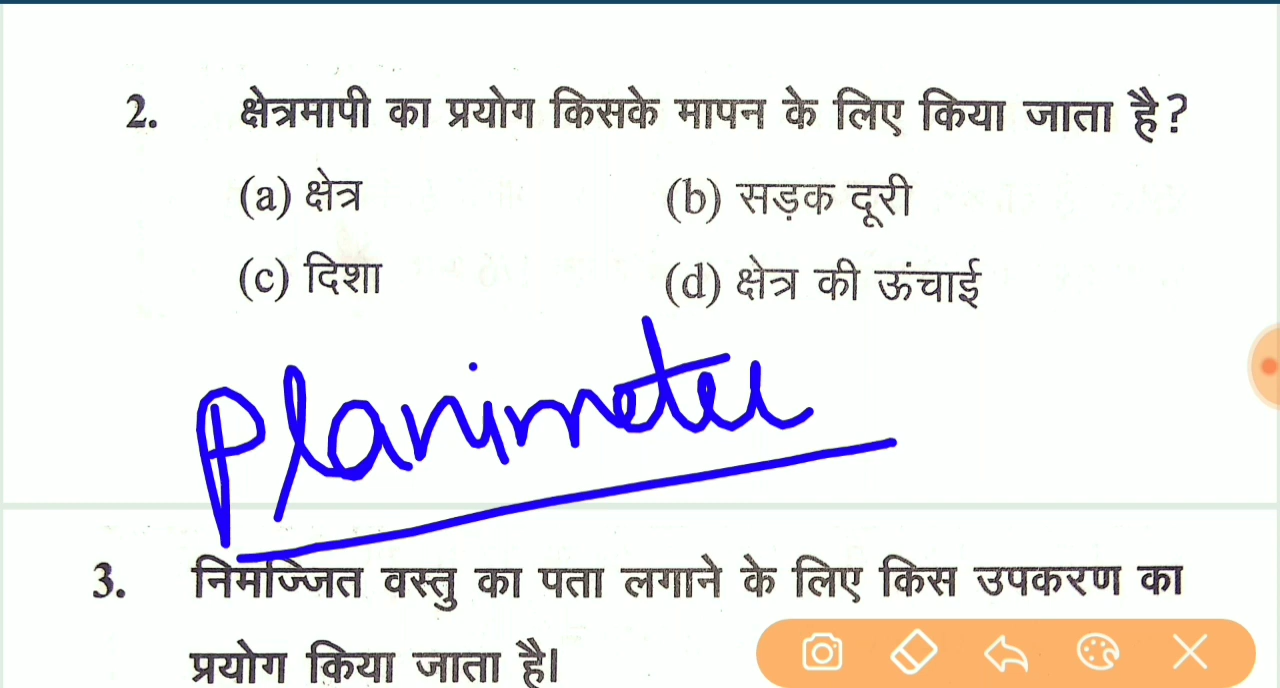 2. क्षेत्रमापी का प्रयोग किसके मापन के लिए किया जाता है?
(a) क्षेत्र (b) सड़क दूरी
(c) दिशा (d) क्षेत्र की ऊंचाई
Planimeter
3. निमज्जित वस्तु का पता लगाने के लिए किस उपकरण का
प्रयोग किया जाता है।